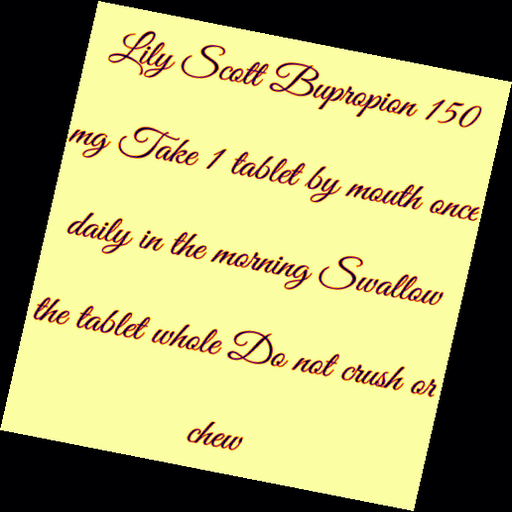 Lily Scott Bupropion 150
mg Take 1 tablet by mouth once
daily in the morning Swallow
the tablet whole Do not crush or
chew